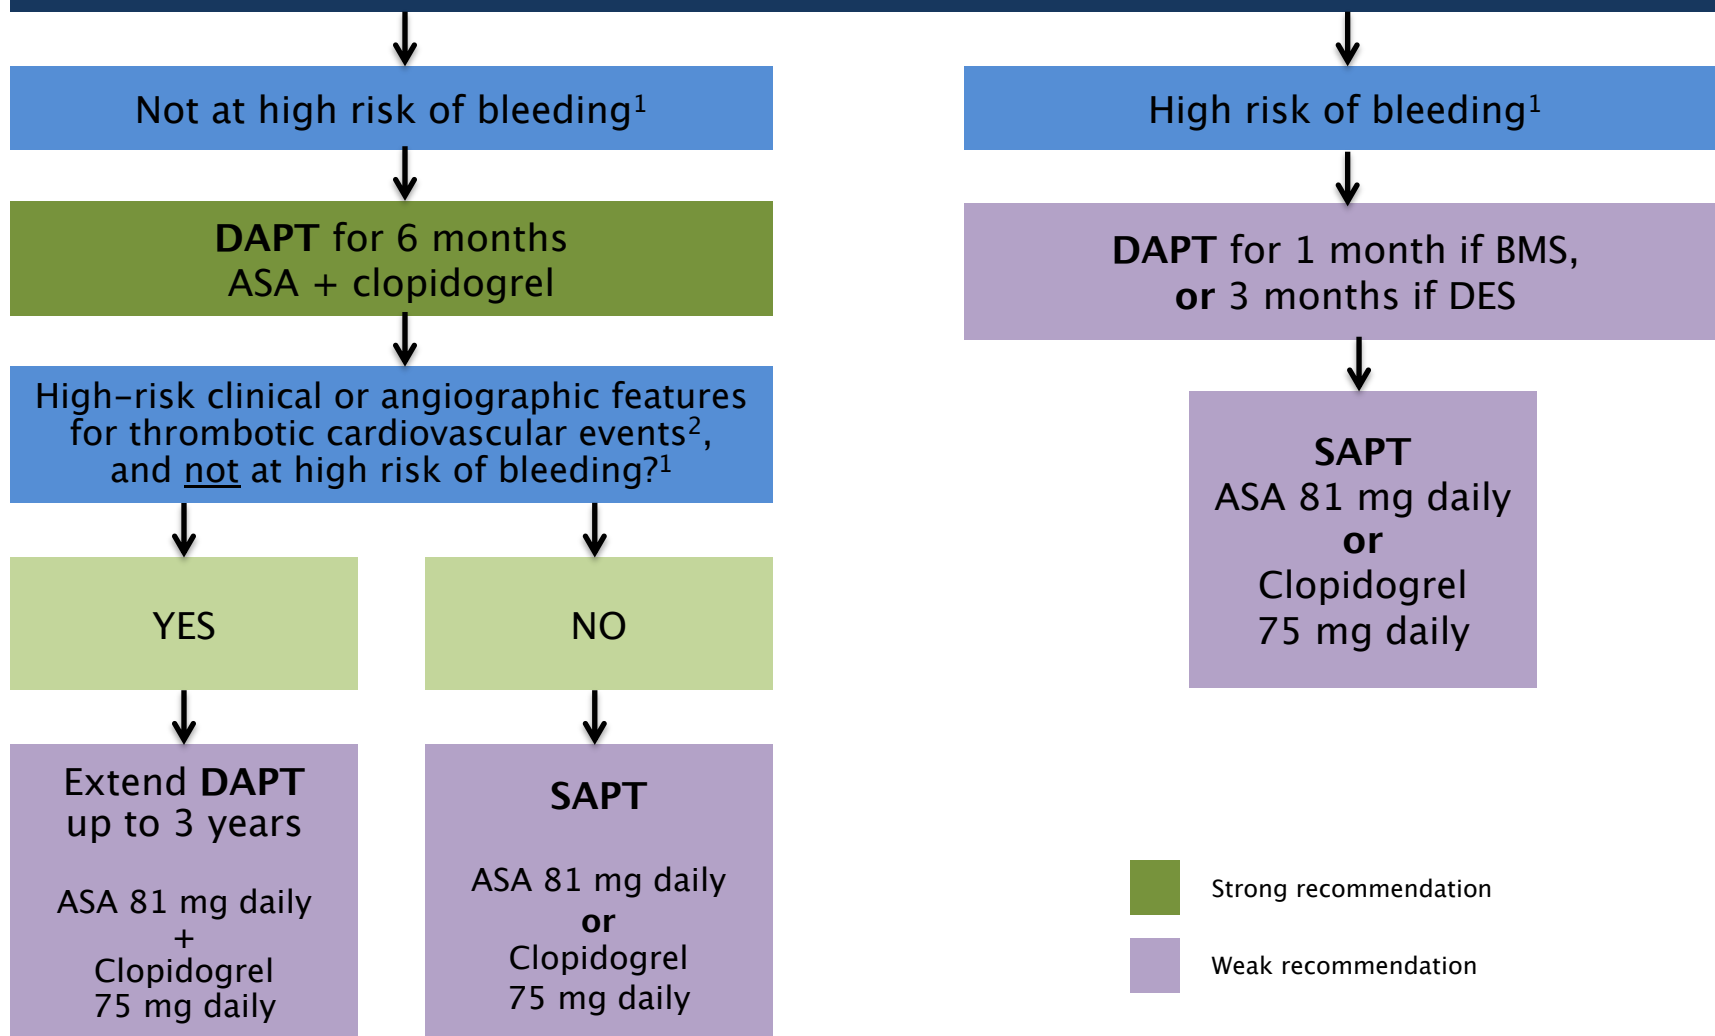 Not at high risk of bleeding¹
DAPT for 6 months
ASA + clopidogrel
High-risk clinical or angiographic features
for thrombotic cardiovascular events²,
and not at high risk of bleeding?¹
YES
NO
Extend DAPT
up to 3 years
ASA 81 mg daily
+
Clopidogrel
75 mg daily
SAPT
ASA 81 mg daily
or
Clopidogrel
75 mg daily
High risk of bleeding¹
DAPT for 1 month if BMS,
or 3 months if DES
SAPT
ASA 81 mg daily
or
Clopidogrel
75 mg daily
Strong recommendation
Weak recommendation